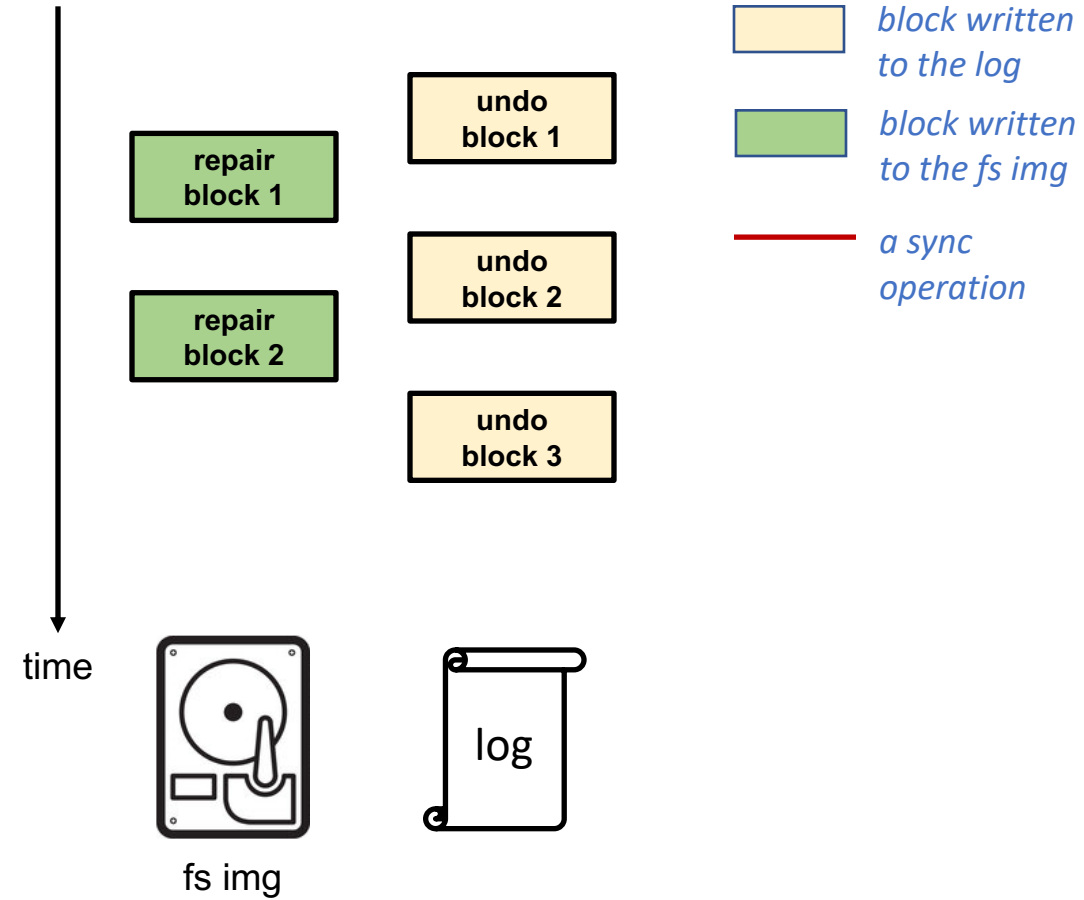 undo
block 1
repair
block 1
undo
block 2
repair
block 2
undo
block 3
time
log
fs img
block written
to the log
block written
to the fs img
a sync
operation